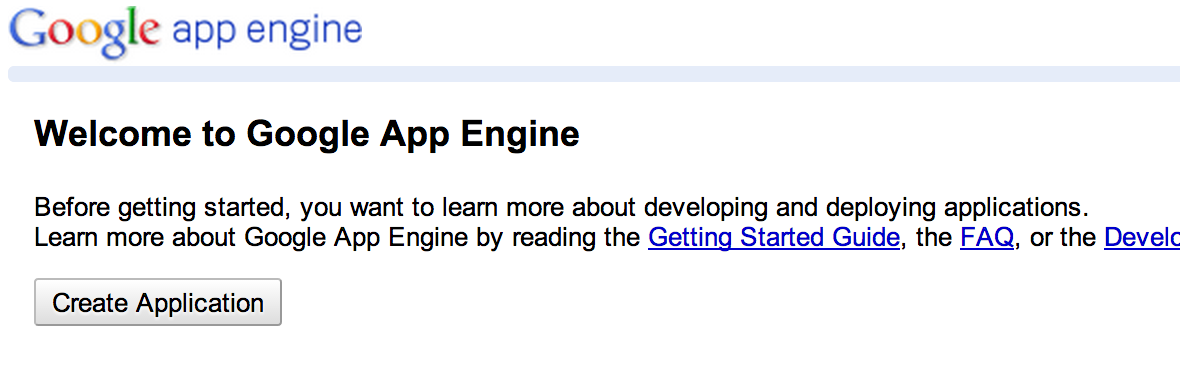 Google app engine
Welcome to Google App Engine
Before getting started, you want to learn more about developing and deploying applications.
Learn more about Google App Engine by reading the Getting Started Guide, the FAQ, or the Develo
Create Application